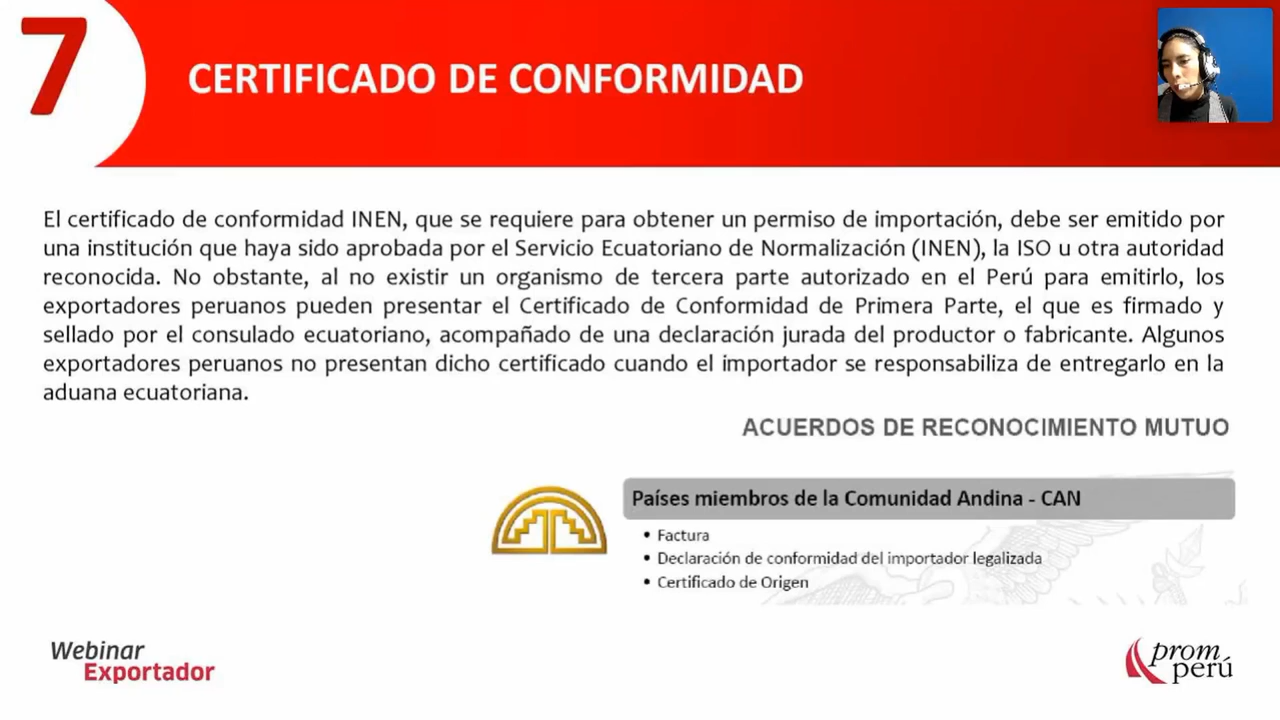 7
CERTIFICADO DE CONFORMIDAD
El certificado de conformidad INEN, que se requiere para obtener un permiso de importación, debe ser emitido por
una institución que haya sido aprobada por el Servicio Ecuatoriano de Normalización (INEN), la ISO u otra autoridad
reconocida. No obstante, al no existir un organismo de tercera parte autorizado en el Perú para emitirlo, los
exportadores peruanos pueden presentar el Certificado de Conformidad de Primera Parte, el que es firmado y
sellado por el consulado ecuatoriano, acompañado de una declaración jurada del productor o fabricante. Algunos
exportadores peruanos no presentan dicho certificado cuando el importador se responsabiliza de entregarlo en la
aduana ecuatoriana.
ACUERDOS DE RECONOCIMIENTO MUTUO
Países miembros de la Comunidad Andina - CAN
• Factura
• Declaración de conformidad del importador legalizada
• Certificado de Origen
Webinar
Exportador
prom
perú